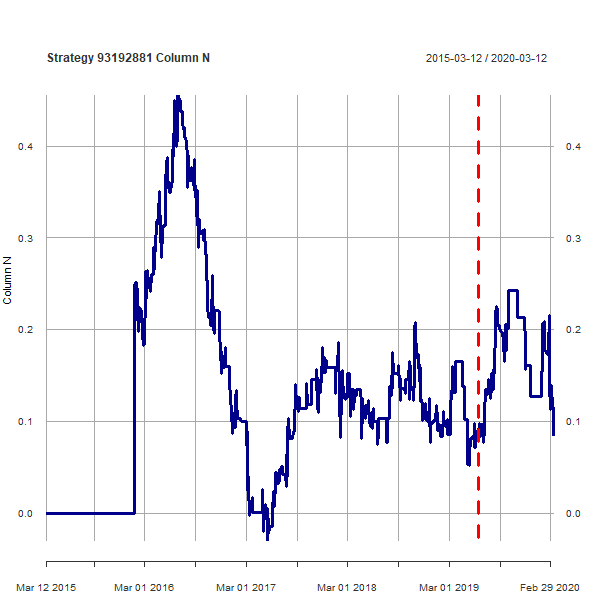 Strategy 93192881 Column N 2015-03-12 / 2020-03-12
0.4 0.4
0.3 0.3
Column N
0.2 0.2
0.1 0.1
0.0 0.0
Mar 12 2015 Mar 01 2016 Mar 01 2017 Mar 01 2018 Mar 01 2019 Feb 29 2020